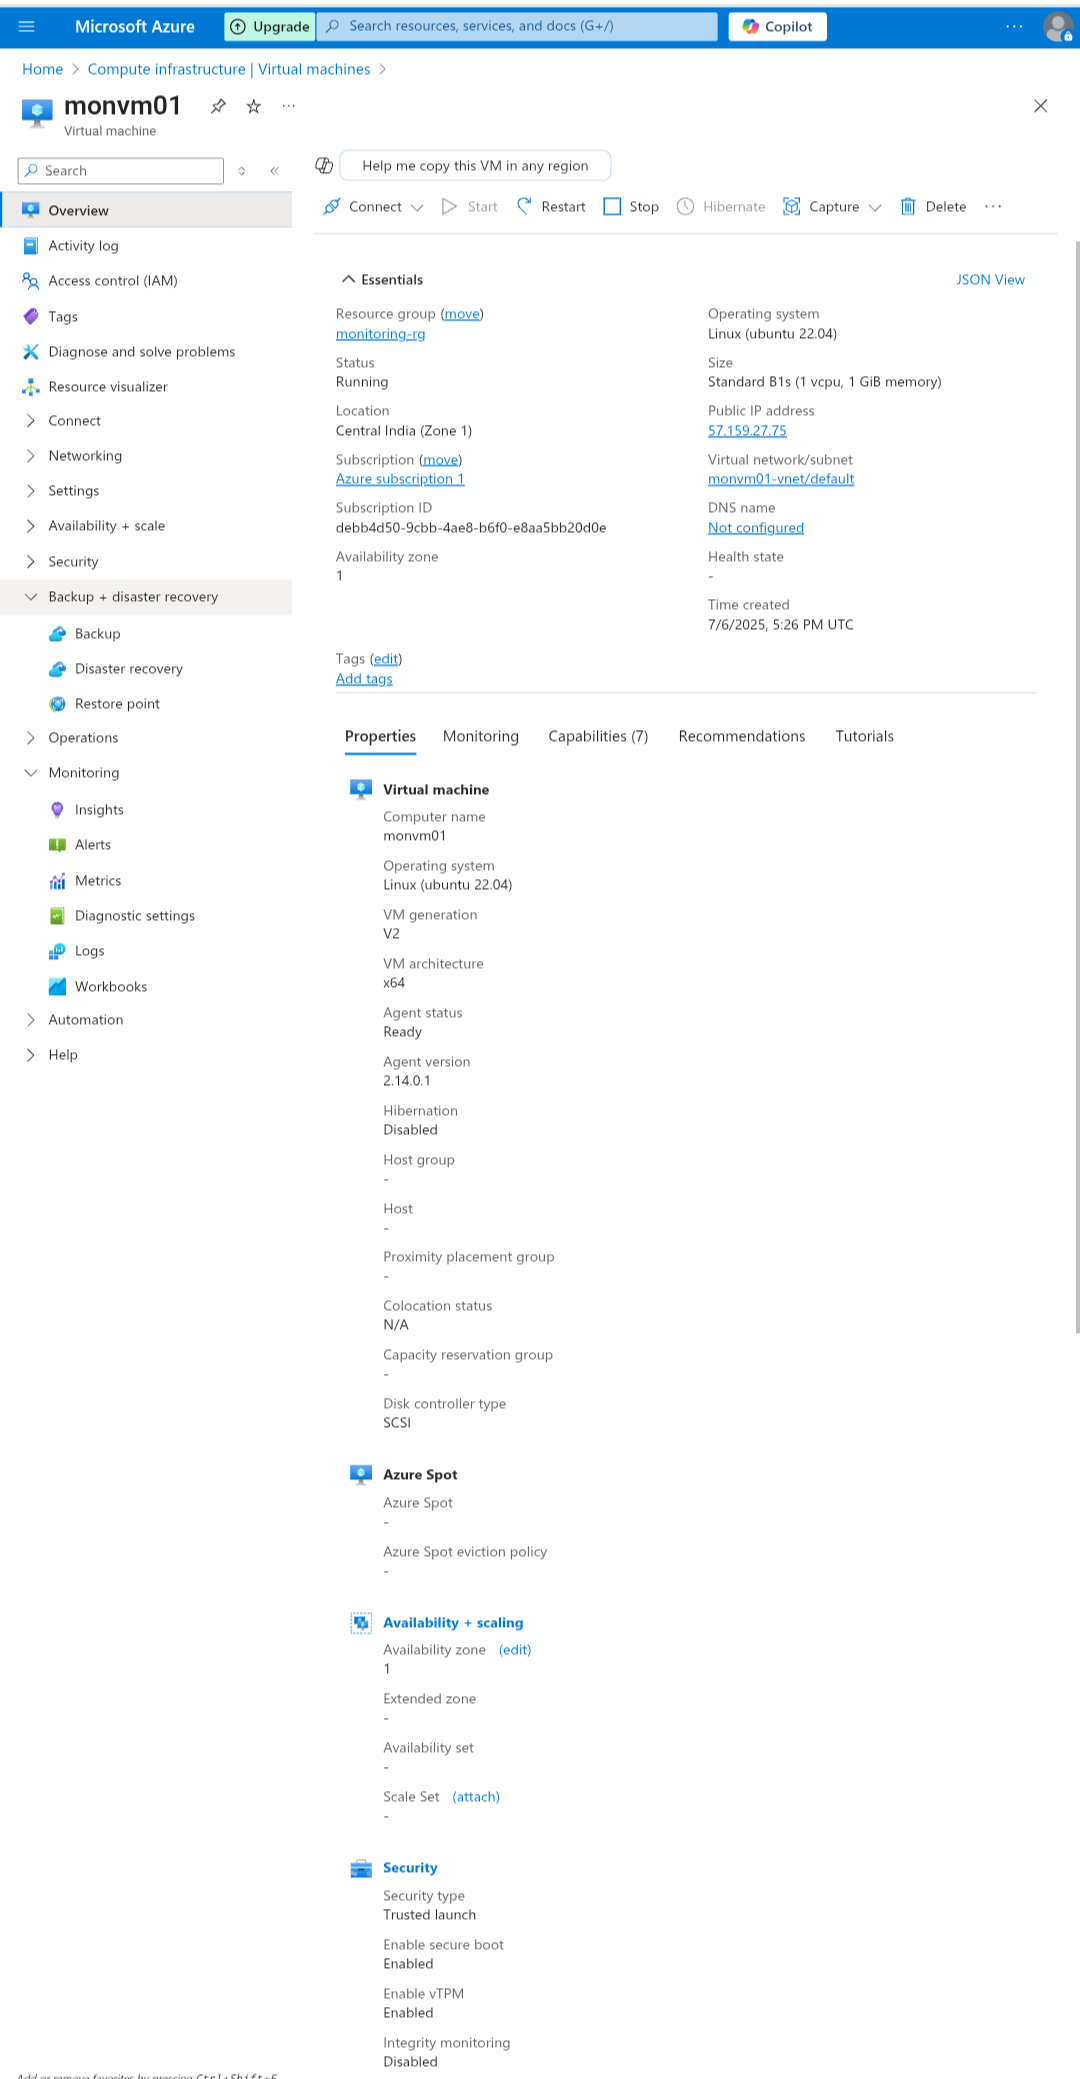 Microsoft Azure
Upgrade
Search resources, services, and docs (G+/)
Copilot
Home > Compute infrastructure | Virtual machines >
monvm01
Virtual machine
Search
Overview
Activity log
Access control (IAM)
Tags
Diagnose and solve problems
Resource visualizer
Connect
Networking
Settings
Availability + scale
Security
Backup + disaster recovery
Backup
Disaster recovery
Restore point
Operations
Monitoring
Insights
Alerts
Metrics
Diagnostic settings
Logs
Workbooks
Automation
Help
Add or remove favorites by pressing Ctrl+Shift+F
Help me copy this VM in any region
Connect
Start
Restart
Stop
Hibernate
Capture
Delete
Essentials
JSON View
Resource group (move)
monitoring-rg
Status
Running
Location
Central India (Zone 1)
Subscription (move)
Azure subscription 1
Subscription ID
debb4d50-9cbb-4ae8-b6f0-e8aa5bb20d0e
Availability zone
1
Operating system
Linux (ubuntu 22.04)
Size
Standard B1s (1 vcpu, 1 GiB memory)
Public IP address
57.159.27.75
Virtual network/subnet
monvm01-vnet/default
DNS name
Not configured
Health state
-
Time created
7/6/2025, 5:26 PM UTC
Tags (edit)
Add tags
Properties
Monitoring
Capabilities (7)
Recommendations
Tutorials
Virtual machine
Computer name
monvm01
Operating system
Linux (ubuntu 22.04)
VM generation
V2
VM architecture
x64
Agent status
Ready
Agent version
2.14.0.1
Hibernation
Disabled
Host group
-
Host
-
Proximity placement group
-
Colocation status
N/A
Capacity reservation group
-
Disk controller type
SCSI
Azure Spot
Azure Spot
-
Azure Spot eviction policy
-
Availability + scaling
Availability zone (edit)
1
Extended zone
-
Availability set
-
Scale Set (attach)
-
Security
Security type
Trusted launch
Enable secure boot
Enabled
Enable vTPM
Enabled
Integrity monitoring
Disabled